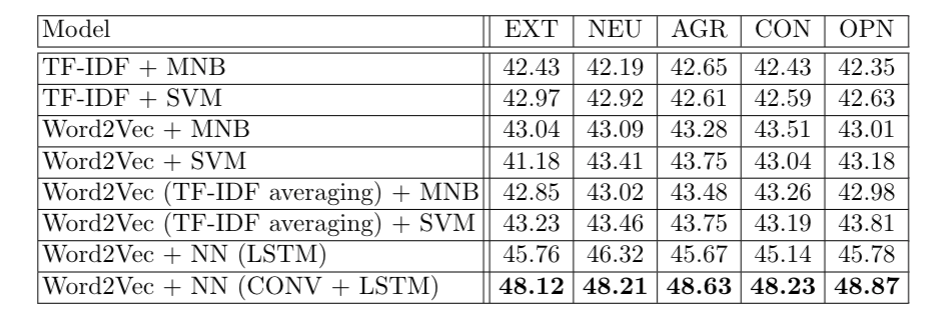 Model EXT NEU AGR CON OPN
TF-IDF + MNB 42.43 42.19 42.65 42.43 42.35
TF-IDF + SVM 42.97 42.92 42.61 42.59 42.63
Word2Vec + MNB 43.04 43.09 43.28 43.51 43.01
Word2Vec + SVM 41.18 43.41 43.75 43.04 43.18
Word2Vec (TF-IDF averaging) + MNB 42.85 43.02 43.48 43.26 42.98
Word2Vec (TF-IDF averaging) + SVM 43.23 43.46 43.75 43.19 43.81
Word2Vec + NN (LSTM) 45.76 46.32 45.67 45.14 45.78
Word2Vec + NN (CONV + LSTM) 48.12 48.21 48.63 48.23 48.87